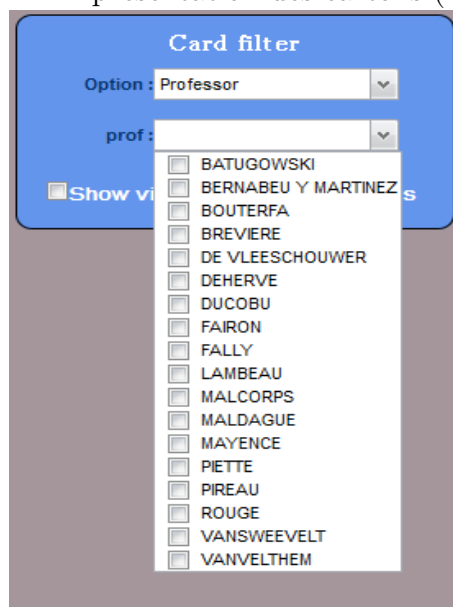 Card filter
Option : Professor
prof :
BATUGOWSKI
BERNABEU Y MARTINEZ
BOUTERFA
BREVIERE
DE VLEESCHOUWER
DEHERVE
DUCOBU
FAIRON
FALLY
LAMBEAU
MALCORPS
MALDAGUE
MAYENCE
PIETTE
PIREAU
ROUGE
VANSWEEVELT
VANVELTHEM
Show vi s